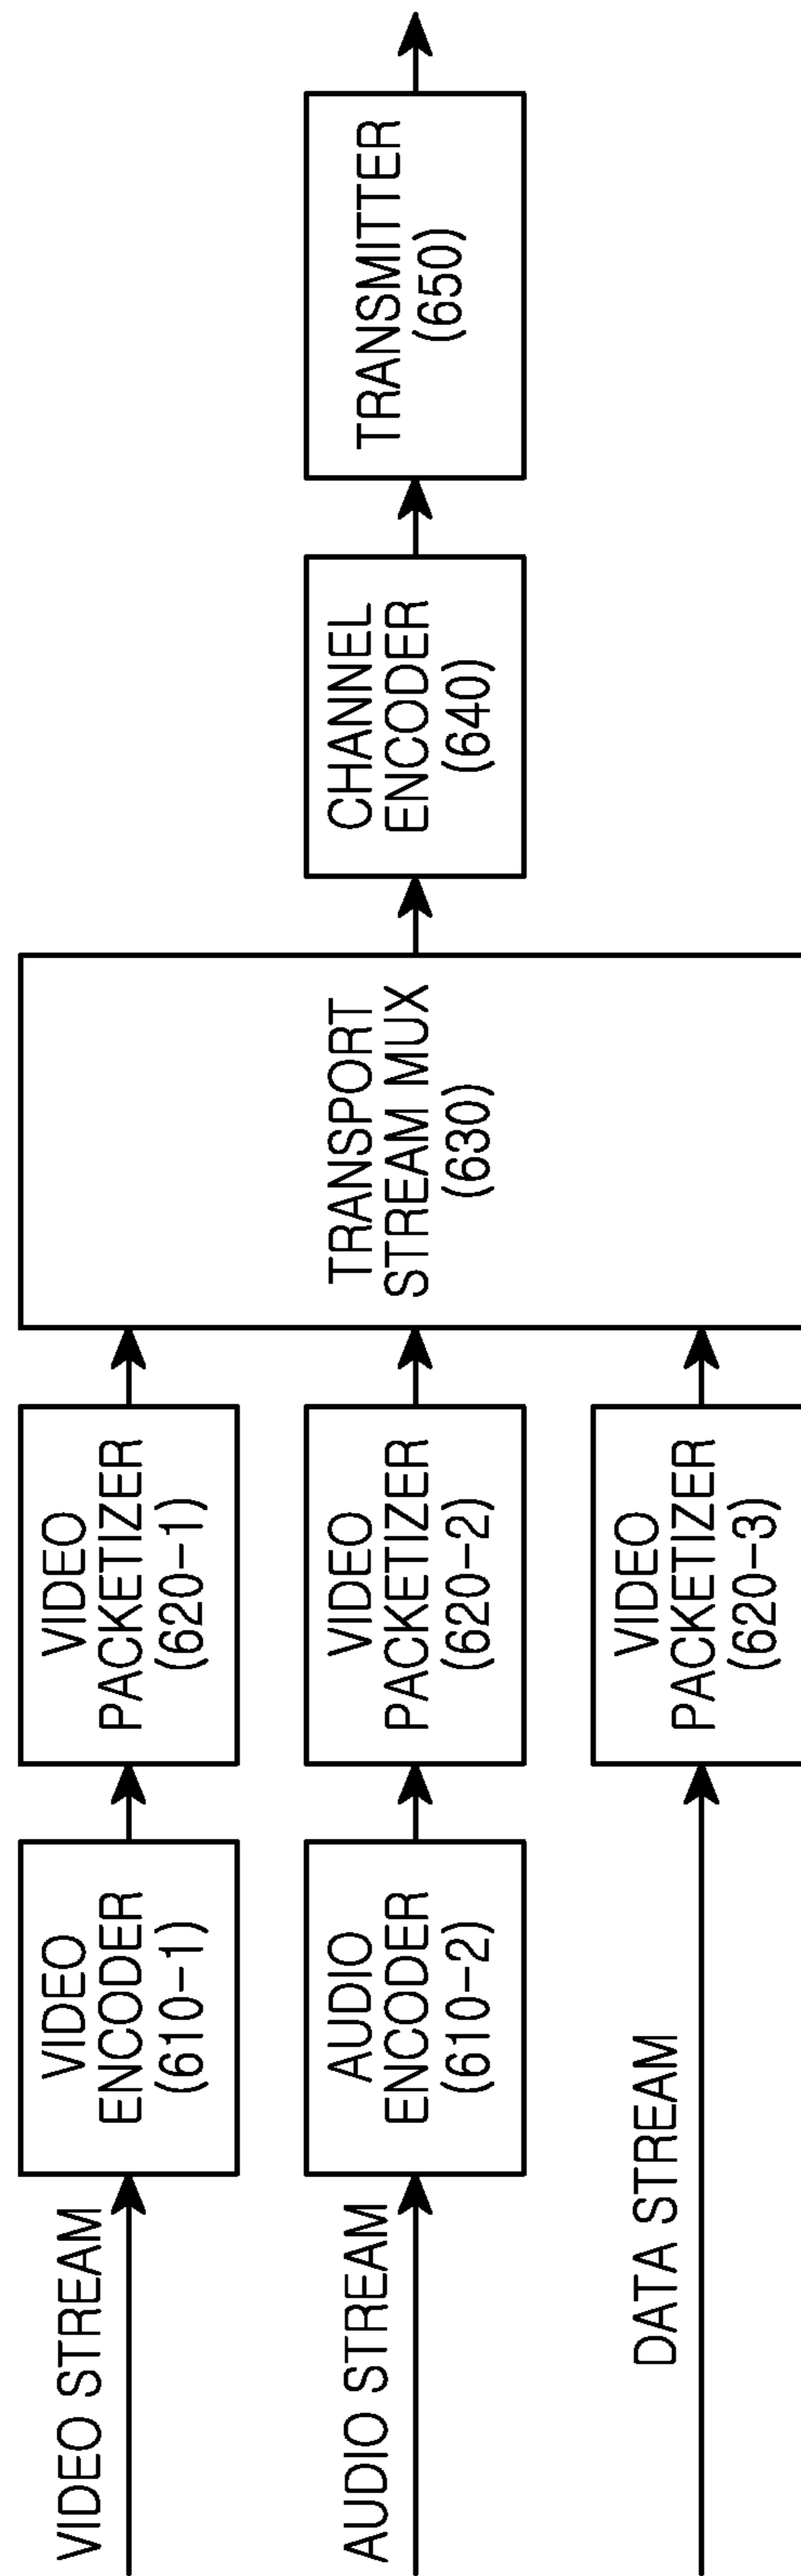 VIDEO STREAM
VIDEO
ENCODER
(610-1)
VIDEO
PACKETIZER
(620-1)
AUDIO STREAM
AUDIO
ENCODER
(610-2)
VIDEO
PACKETIZER
(620-2)
DATA STREAM
VIDEO
PACKETIZER
(620-3)
TRANSPORT
STREAM MUX
(630)
CHANNEL
ENCODER
(640)
TRANSMITTER
(650)